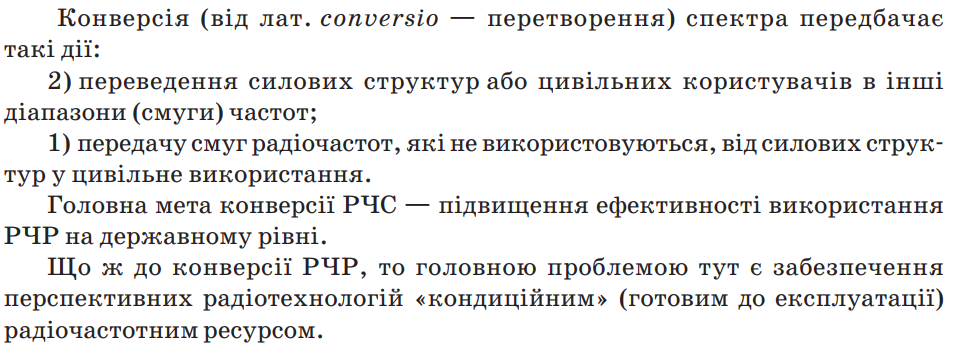 Конверсія (від лат. conversio — перетворення) спектра передбачає
такі дії:
2) переведення силових структур або цивільних користувачів в інші
діапазони (смуги) частот;
1) передачу смуг радіочастот, які не використовуються, від силових струк-
тур у цивільне використання.
Головна мета конверсії РЧС — підвищення ефективності використання
РЧР на державному рівні.
Що ж до конверсії РЧР, то головною проблемою тут є забезпечення
перспективних радіотехнологій «кондиційним» (готовим до експлуатації)
радіочастотним ресурсом.